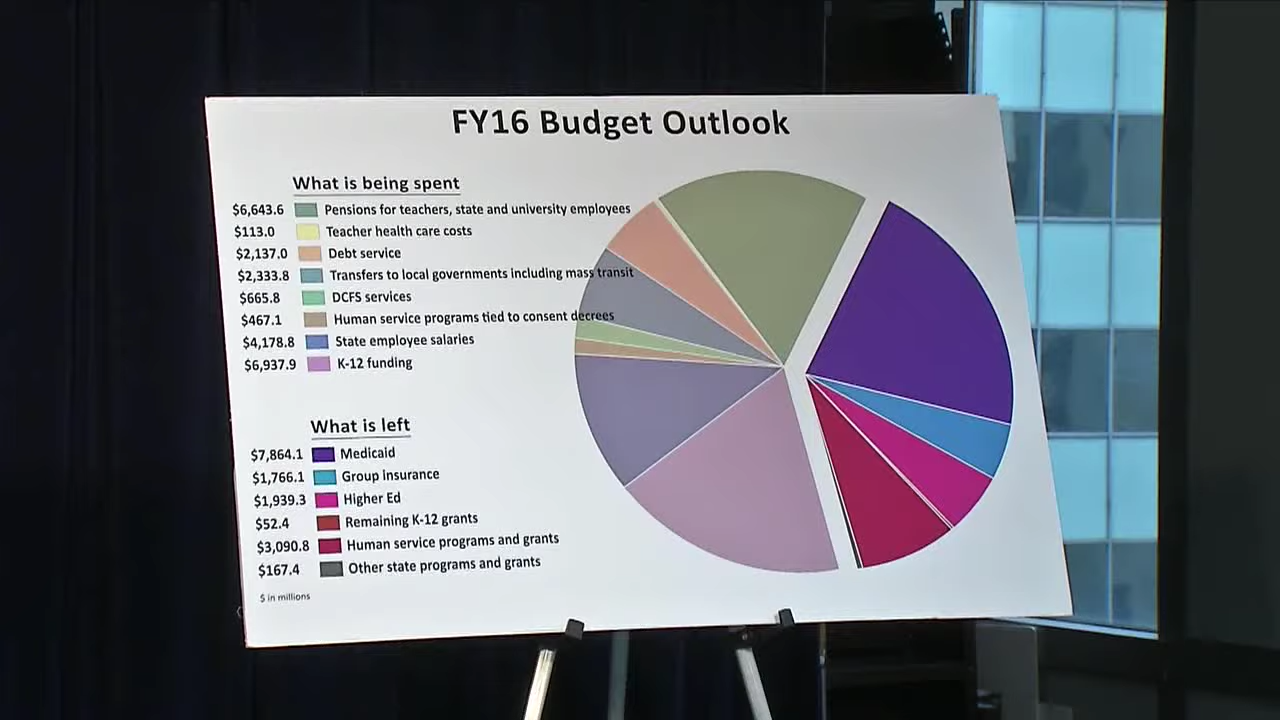 FY16 Budget Outlook
What is being spent
$6,643.6 Pensions for teachers, state and university employees
$113.0 Teacher health care costs
$2,137.0 Debt service
$2,333.8 Transfers to local governments including mass transit
$665.8 DCFS services
$467.1 Human service programs tied to consent decrees
$4,178.8 State employee salaries
$6,937.9 K-12 funding
What is left
$7,864.1 Medicaid
$1,766.1 Group insurance
$1,939.3 Higher Ed
$52.4 Remaining K-12 grants
$3,090.8 Human service programs and grants
$167.4 Other state programs and grants
$ in millions